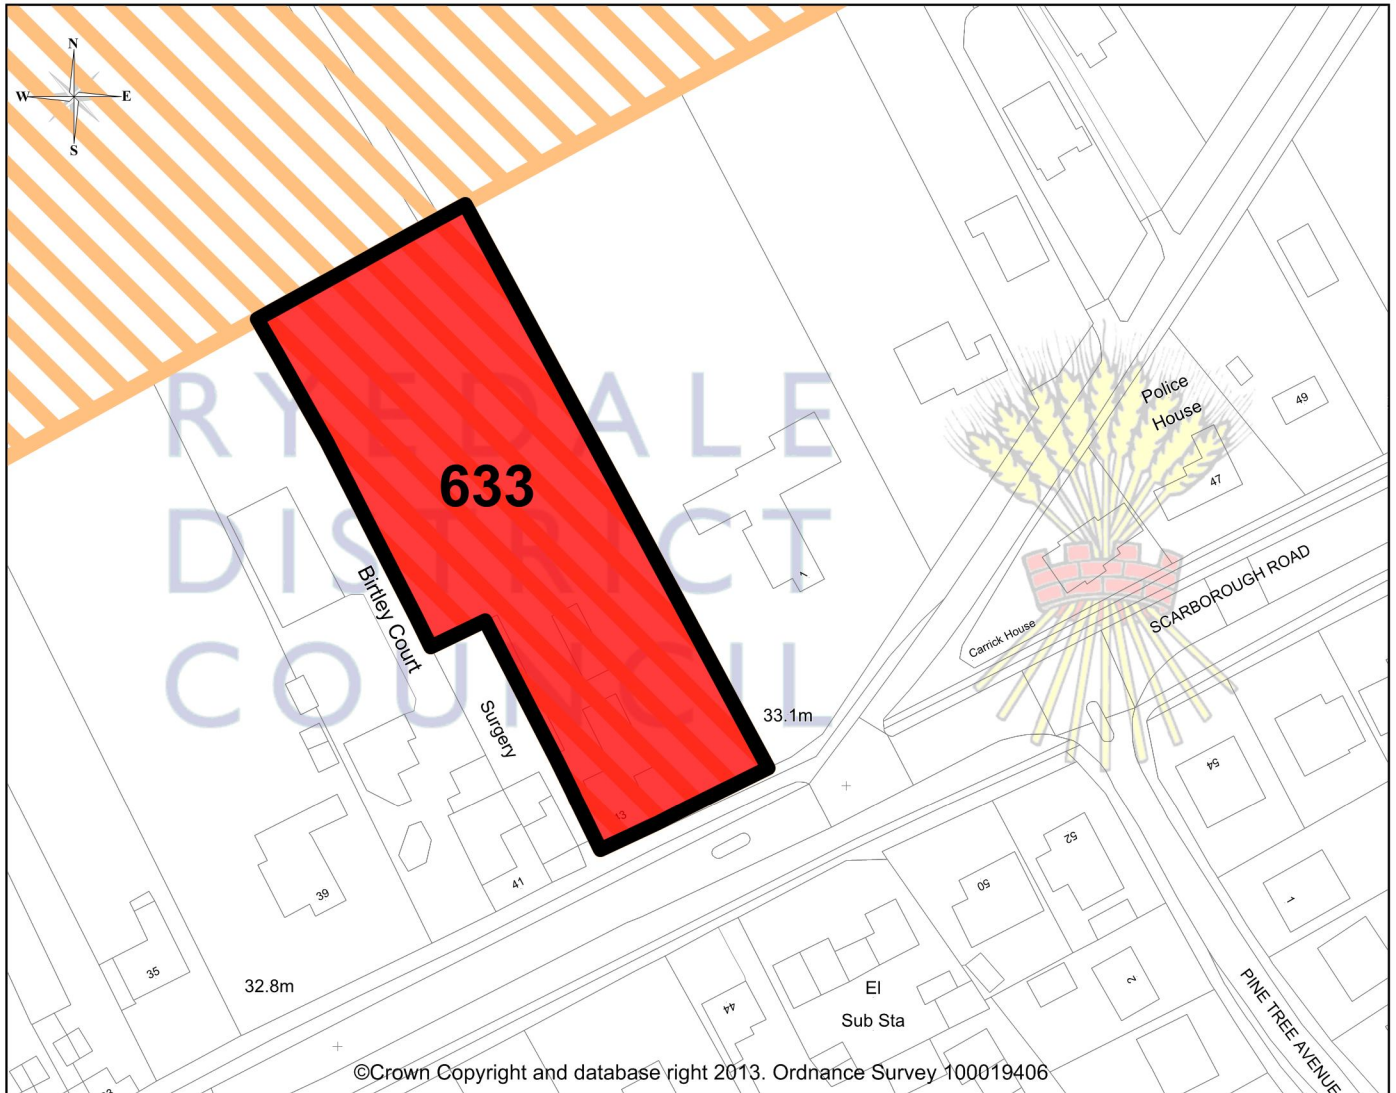 N
W E
S
RYEDALE
DISTRICT
COUNCIL
633
Police
House
49
47
SCARBOROUGH ROAD
Carrick House
1
Birtley Court
Surgery
33.1m
13
54
52
50
41
39
35
32.8m
1
2
44
El
Sub Sta
PINE TREE AVENUE
©Crown Copyright and database right 2013. Ordnance Survey 100019406